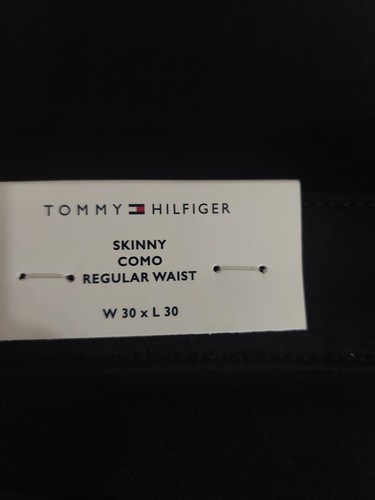 TOMMY HILFIGER
SKINNY
COMO
REGULAR WAIST
W 30 x L 30